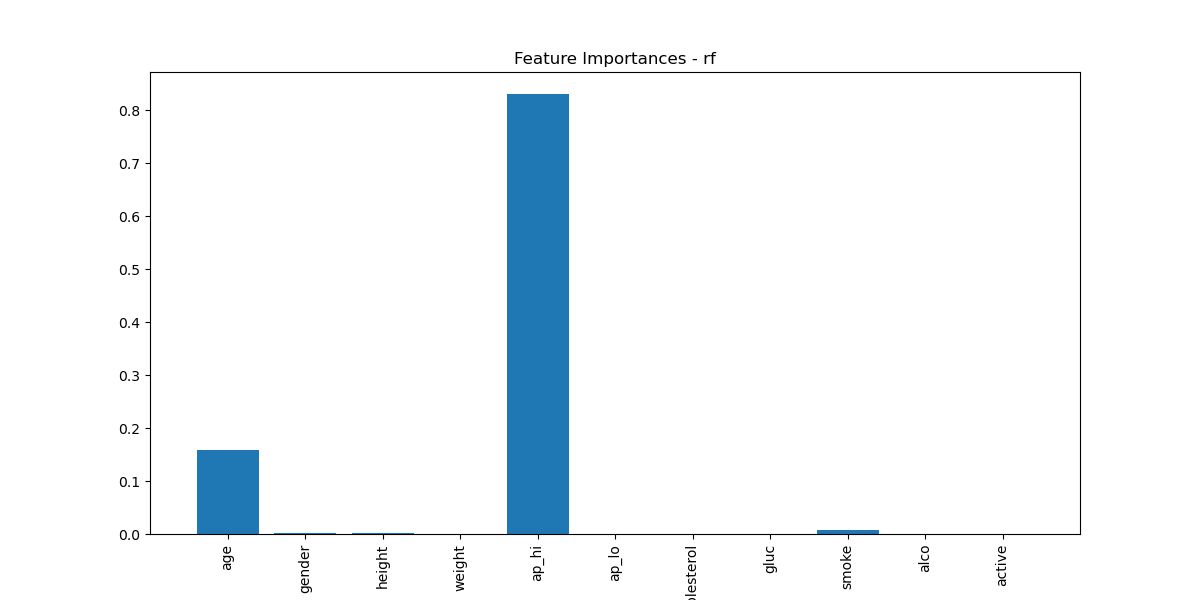 Feature Importances - rf
0.8
0.7
0.6
0.5
0.4
0.3
0.2
0.1
0.0
age
gender
height
weight
ap_hi
ap_lo
olesterol
gluc
smoke
alco
active